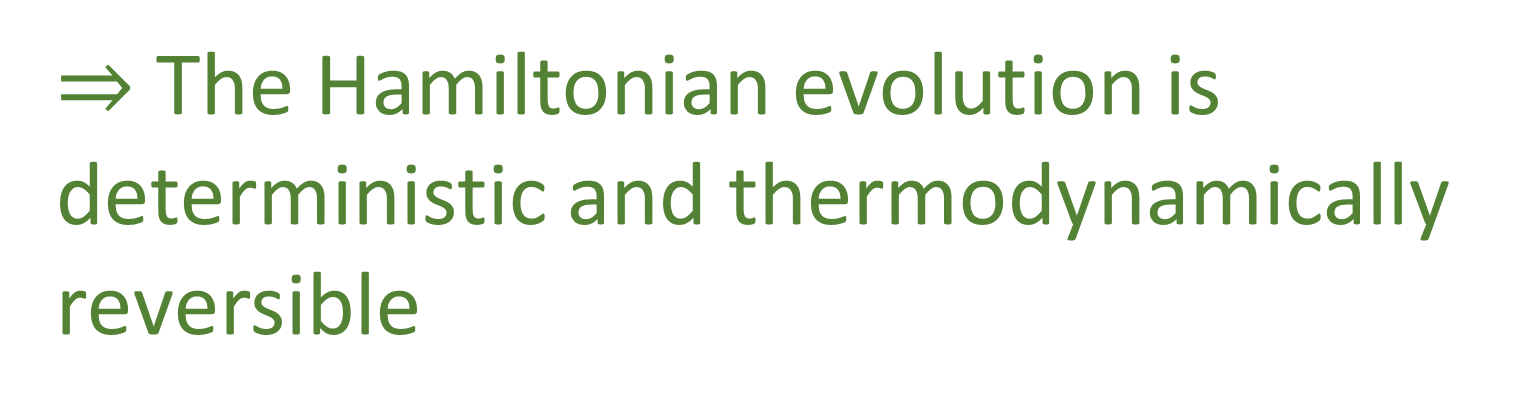 ⇒ The Hamiltonian evolution is
deterministic and thermodynamically
reversible